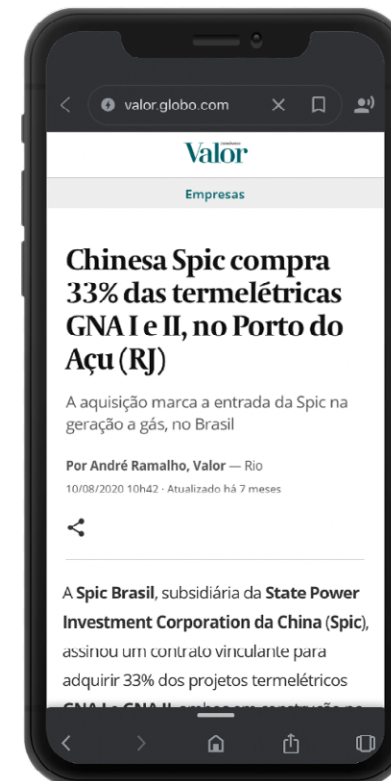 valor.globo.com
Valor
Empresas
Chinesa Spic compra
33% das termelétricas
GNA I e II, no Porto do
Açu (RJ)
A aquisição marca a entrada da Spic na
geração a gás, no Brasil
Por André Ramalho, Valor — Rio
10/08/2020 10h42 · Atualizado há 7 meses
A Spic Brasil, subsidiária da State Power
Investment Corporation da China (Spic),
assinou um contrato vinculante para
adquirir 33% dos projetos termelétricos